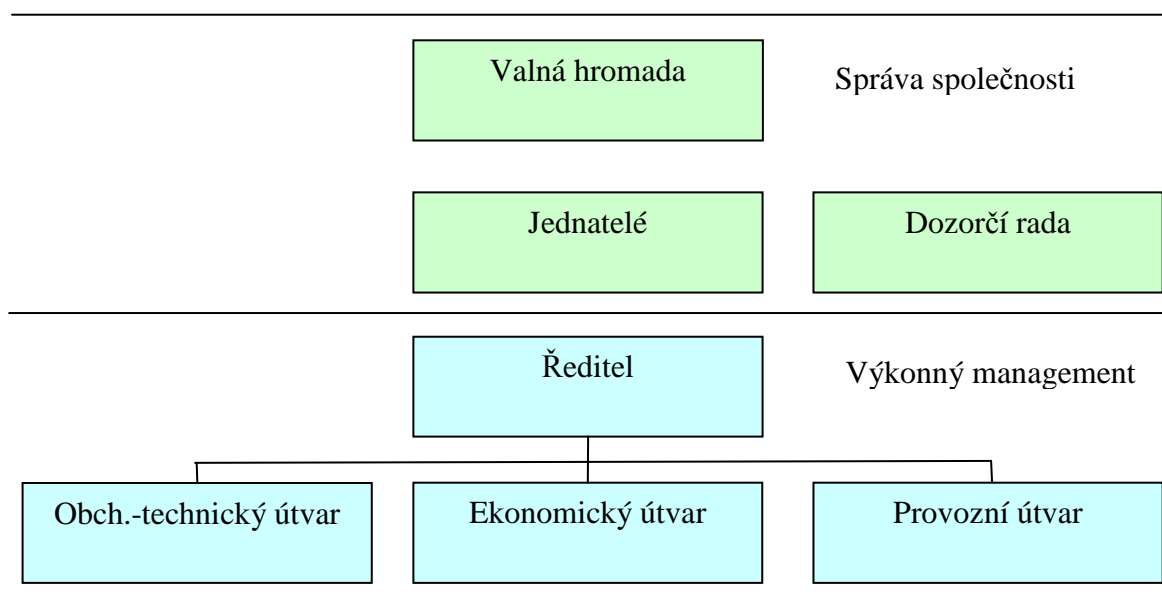 Valná hromada
Správa společnosti
Jednatelé
Dozorčí rada
Ředitel
Výkonný management
Obch.-technický útvar
Ekonomický útvar
Provozní útvar